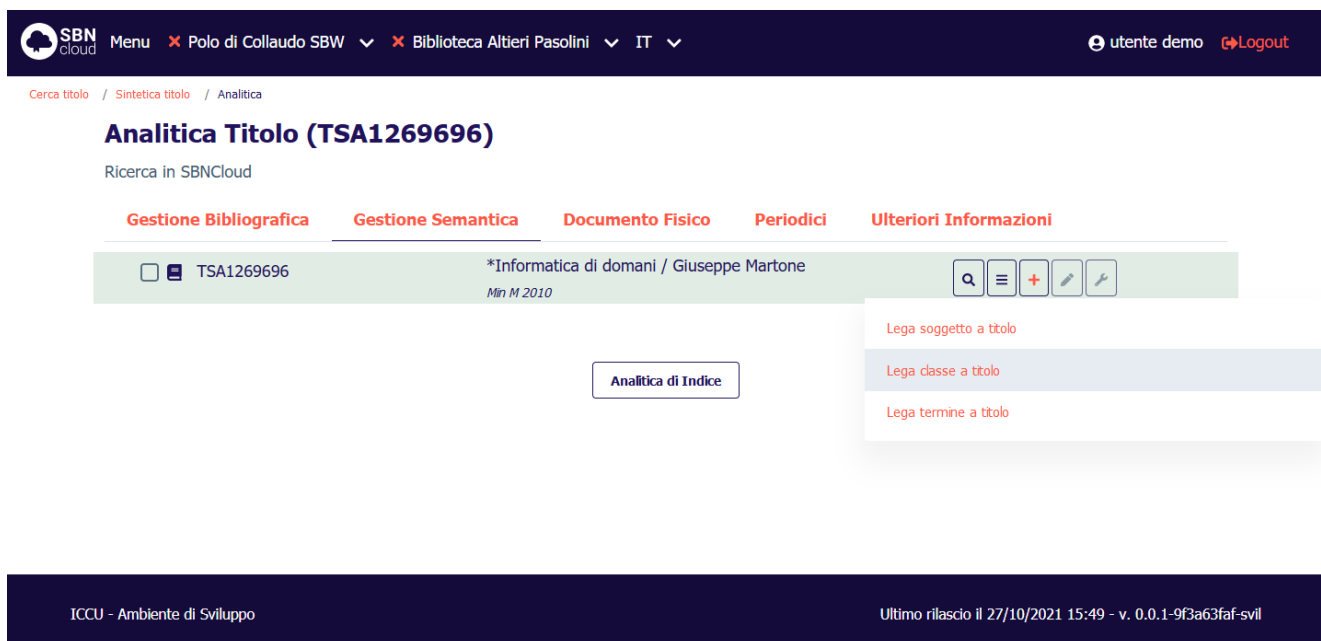 SBN cloud Menu Polo di Collaudo SBW Biblioteca Altieri Pasolini IT utente demo Logout
Cerca titolo / Sintetica titolo / Analitica
Analitica Titolo (TSA1269696)
Ricerca in SBNCloud
Gestione Bibliografica Gestione Semantica Documento Fisico Periodici Ulteriori Informazioni
TSA1269696 *Informatica di domani / Giuseppe Martone
Min M 2010
Lega soggetto a titolo
Lega classe a titolo
Analitica di Indice
Lega termine a titolo
ICCU - Ambiente di Sviluppo Ultimo rilascio il 27/10/2021 15:49 - v. 0.0.1-9f3a63faf-svil